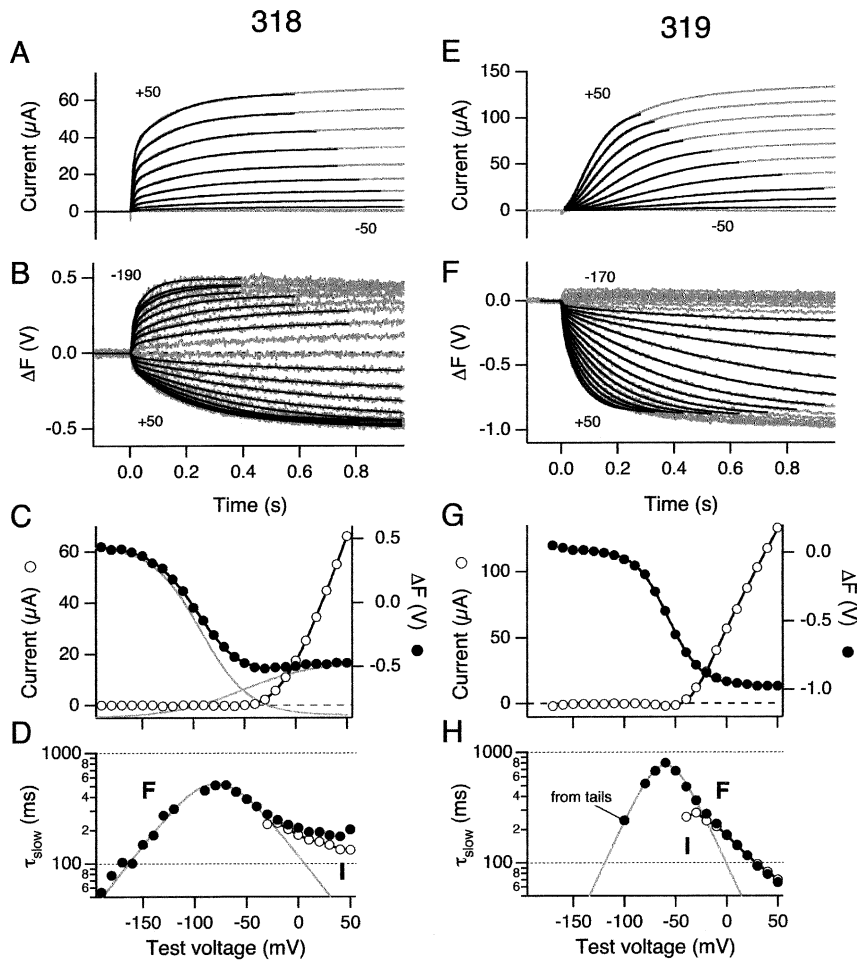 318
319
A
Current (µA)
60
40
20
0
+50
-50
E
Current (µA)
150
100
50
0
+50
-50
B
ΔF (V)
0.5
0.0
-0.5
-190
+50
0.0
0.2
0.4
0.6
0.8
Time (s)
F
ΔF (V)
0.0
-0.5
-1.0
-170
+50
0.0
0.2
0.4
0.6
0.8
Time (s)
C
Current (µA)
60
40
20
0
0.5
0.0
-0.5
ΔF (V)
G
Current (µA)
100
50
0
0.0
-0.5
-1.0
ΔF (V)
D
τslow (ms)
1000
8
6
4
2
100
8
6
F
I
-150
-100
-50
0
50
Test voltage (mV)
H
τslow (ms)
1000
8
6
4
2
100
8
6
from tails
F
I
-150
-100
-50
0
50
Test voltage (mV)